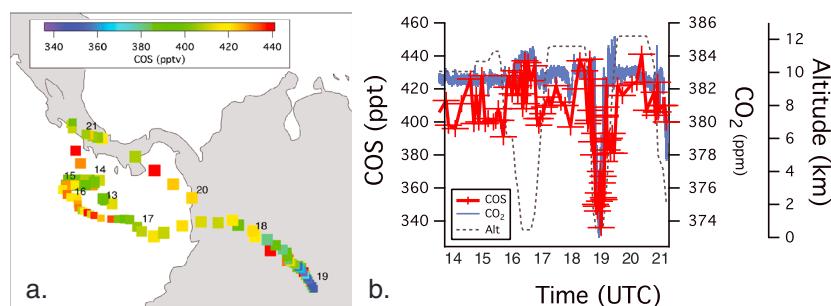 340 360 380 400 420 440
COS (pptv)
21
15 14
16 13
17
20
18
19
a.
COS (ppt)
460
440
420
400
380
360
340
386
384
382
380
378
376
374
CO2 (ppm)
12
10
8
6
4
2
0
Altitude (km)
COS
CO2
Alt
14 15 16 17 18 19 20 21
Time (UTC)
b.